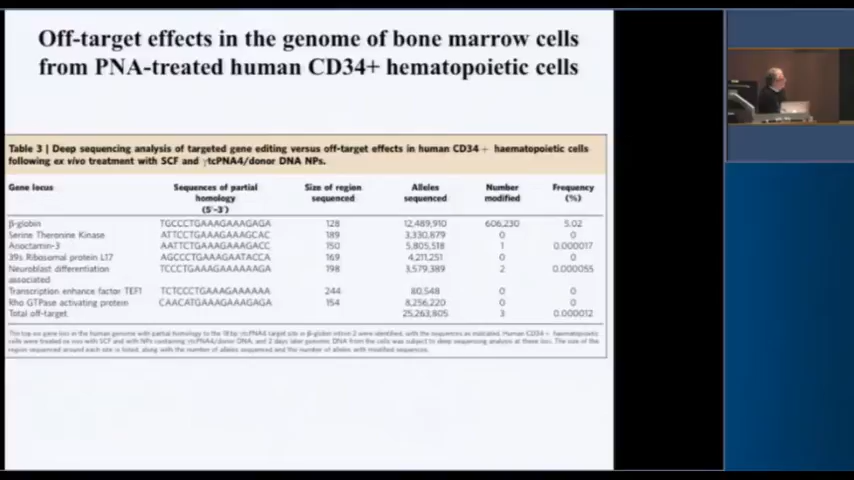 Off-target effects in the genome of bone marrow cells
from PNA-treated human CD34+ hematopoietic cells
Table 3 | Deep sequencing analysis of targeted gene editing versus off-target effects in human CD34+ haematopoietic cells
following ex vivo treatment with SCF and γtcPNA4/donor DNA NPs.
Gene locus Sequences of partial homology (5′-3′) Size of region sequenced Alleles sequenced Number modified Frequency (%)
β-globin TGCCCTGAAAGAAAGAGA 128 12,489,910 606,230 5.02
Serine Theronine Kinase ATTCCTGAAAGAAAGCAC 189 3,330,879 0 0
Anoctamin-3 AATTCTGAAAGAAAGACC 150 5,805,518 1 0.000017
39s Ribosomal protein L17 AGCCCTGAAAGAATACCA 169 4,211,251 0 0
Neuroblast differentiation associated TCCCTGAAAGAAAAAAGA 198 3,579,389 2 0.000055
Transcription enhance factor TEF1 TCTCCCTGAAAGAAAAAA 244 80,548 0 0
Rho GTPase activating protein CAACATGAAAGAAAGAGA 154 8,256,220 0 0
Total off-target 25,263,805 3 0.000012